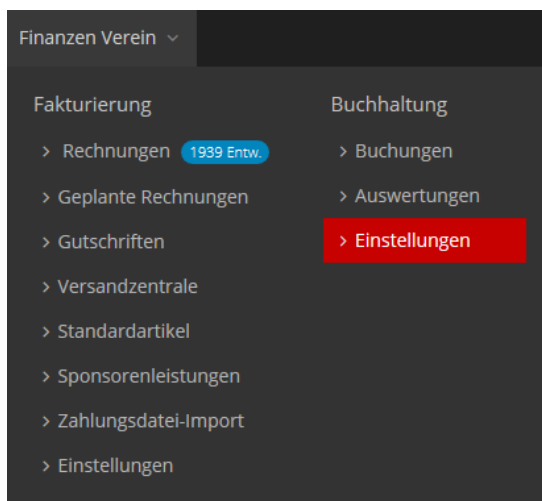 Finanzen Verein
Fakturierung
Rechnungen 1939 Entw.
Geplante Rechnungen
Gutschriften
Versandzentrale
Standardartikel
Sponsorenleistungen
Zahlungsdatei-Import
Einstellungen
Buchhaltung
Buchungen
Auswertungen
Einstellungen